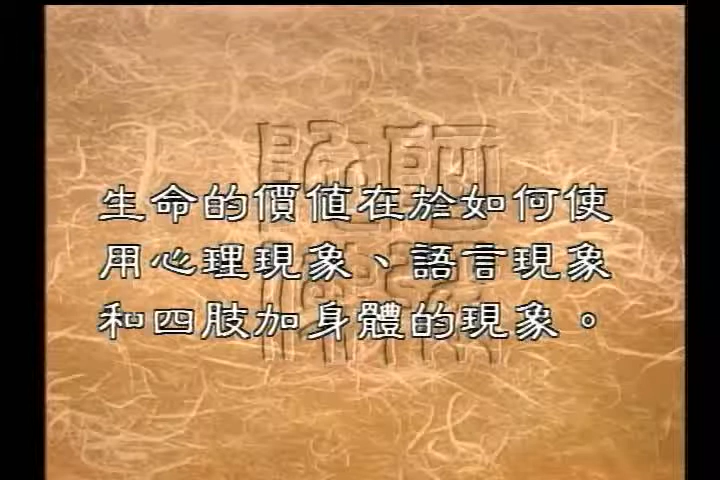 生命的價值在於如何使
用心理現象、語言現象
和四肢加身體的現象。